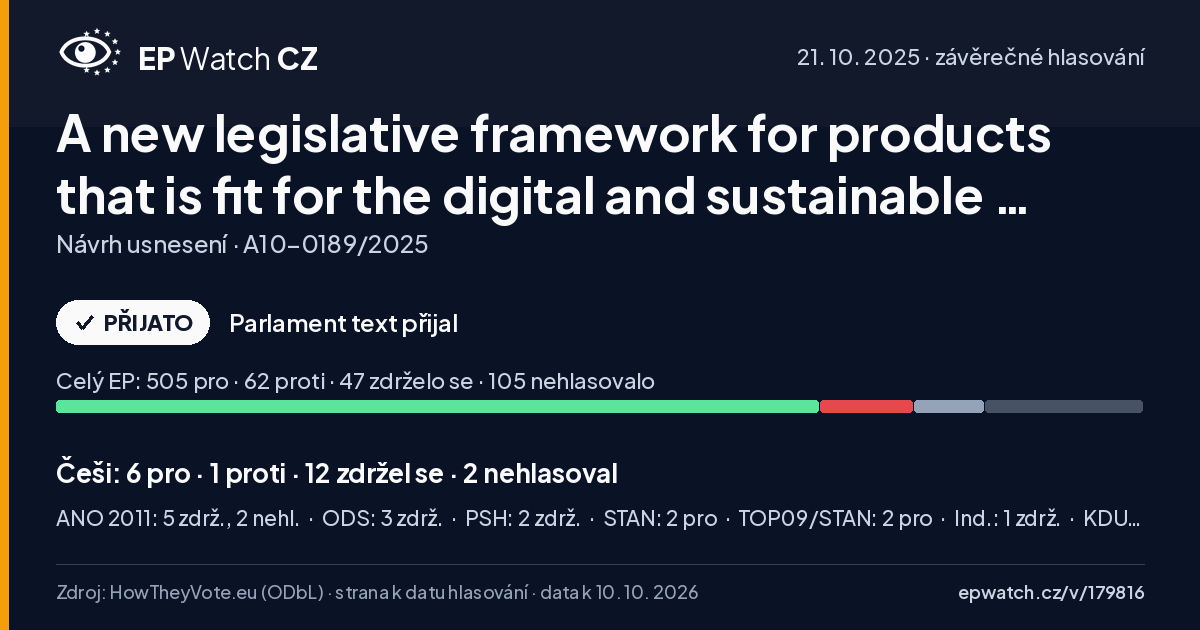 EP Watch CZ
21. 10. 2025 · závěrečné hlasování
A new legislative framework for products
that is fit for the digital and sustainable …
Návrh usnesení · A10–0189/2025
✓ PŘIJATO Parlament text přijal
Celý EP: 505 pro · 62 proti · 47 zdrželo se · 105 nehlasovalo
Češi: 6 pro · 1 proti · 12 zdržel se · 2 nehlasoval
ANO 2011: 5 zdrž., 2 nehl. · ODS: 3 zdrž. · PSH: 2 zdrž. · STAN: 2 pro · TOP09/STAN: 2 pro · Ind.: 1 zdrž. · KDU…
Zdroj: HowTheyVote.eu (ODbL) · strana k datu hlasování · data k 10. 10. 2026
epwatch.cz/v/179816